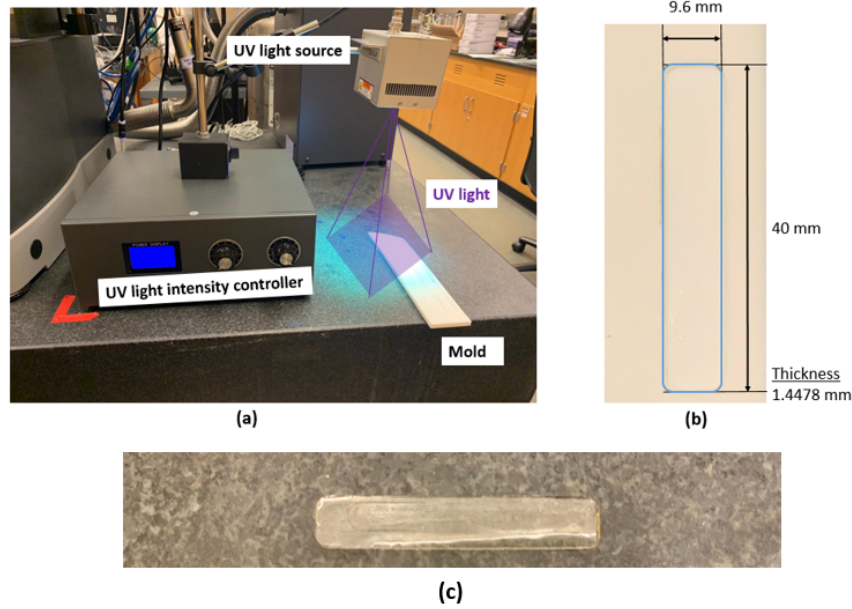 9.6 mm
UV light source
UV light
POWER DISPLAY
UV light intensity controller
Mold
40 mm
Thickness
1.4478 mm
(a)
(b)
(c)